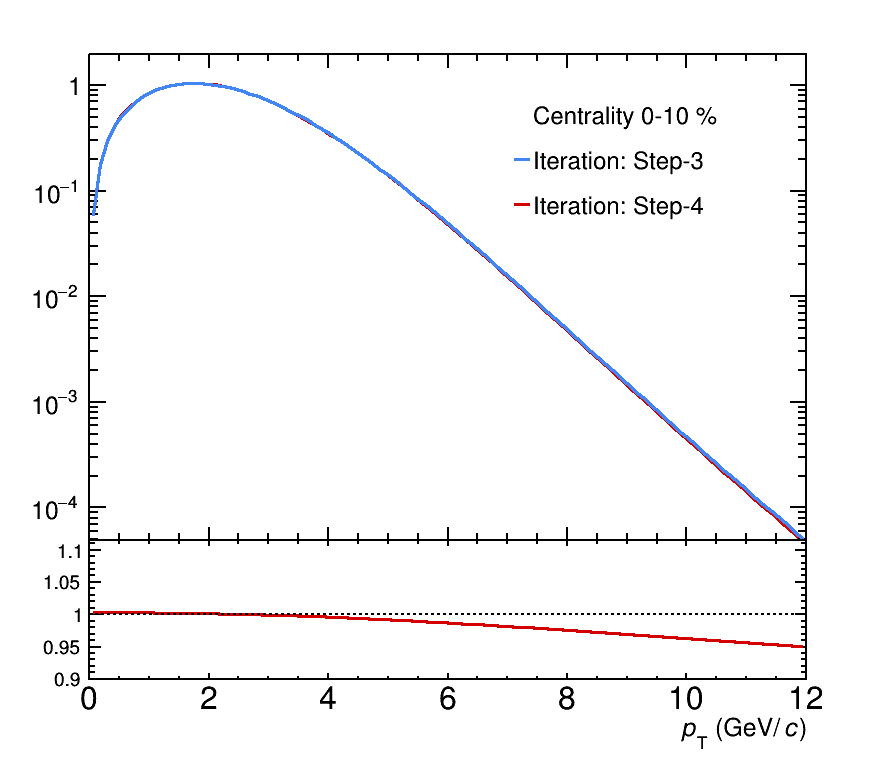 1
10⁻¹
10⁻²
10⁻³
10⁻⁴
Centrality 0-10 %
Iteration: Step-3
Iteration: Step-4
1.1
1.05
1
0.95
0.9
0 2 4 6 8 10 12
p_T (GeV/c)